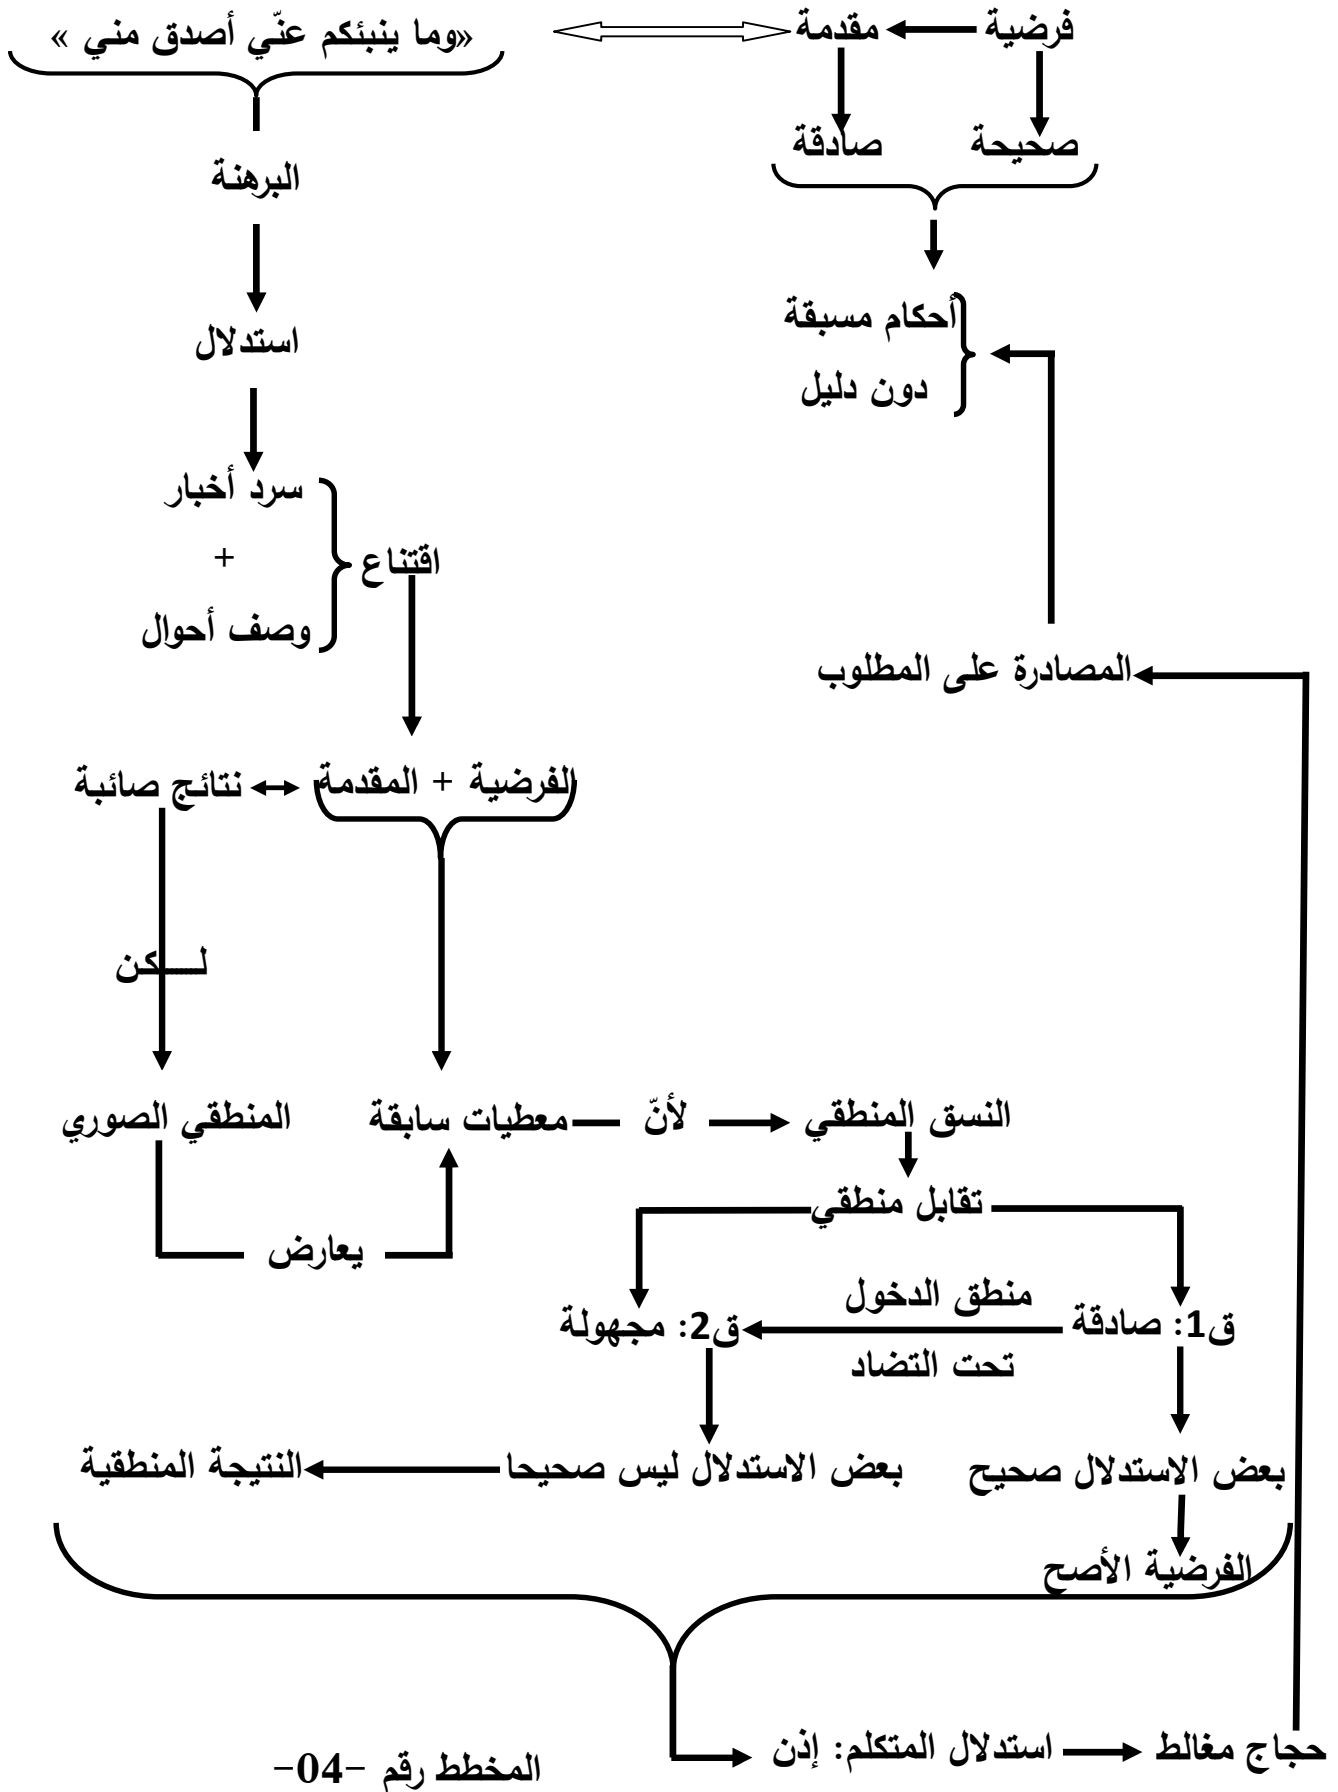 فرضية
مقدمة
«وما ينبئكم عنّي أصدق مني »
صحيحة
صادقة
البرهنة
أحكام مسبقة
دون دليل
استدلال
سرد أخبار
+
وصف أحوال
اقتناع
المصادرة على المطلوب
الفرضية + المقدمة
نتائج صائبة
لـــكن
النسق المنطقي
لأنّ
معطيات سابقة
المنطقي الصوري
يعارض
تقابل منطقي
منطق الدخول
تحت التضاد
ق1: صادقة
ق2: مجهولة
بعض الاستدلال صحيح
بعض الاستدلال ليس صحيحا
النتيجة المنطقية
الفرضية الأصح
حجاج مغالط
استدلال المتكلم: إذن
المخطط رقم -04-